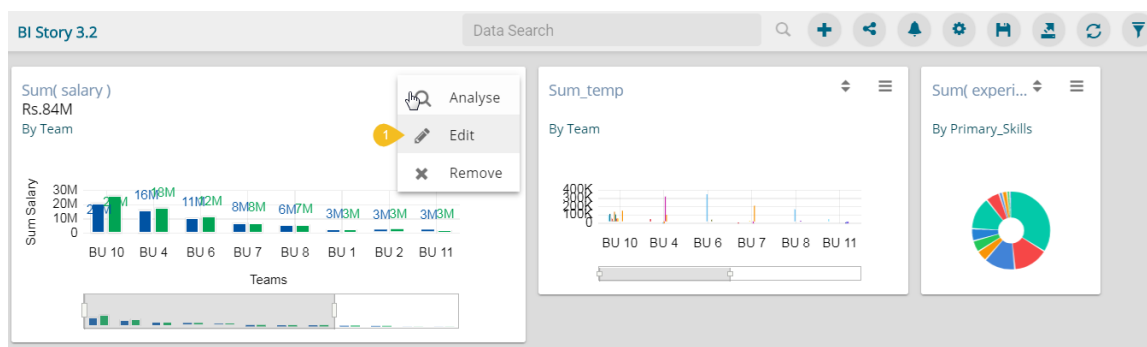 BI Story 3.2
Data Search
Sum( salary )
Rs.84M
By Team
Analyse
1
Edit
Remove
Sum Salary
30M
20M
10M
0
16M 18M
11M 12M
8M 8M
6M 7M
3M 3M
3M 3M
3M 3M
BU 10 BU 4 BU 6 BU 7 BU 8 BU 1 BU 2 BU 11
Teams
Sum_temp
By Team
400K
300K
200K
100K
0
BU 10 BU 4 BU 6 BU 7 BU 8 BU 11
Sum( experi...
By Primary_Skills